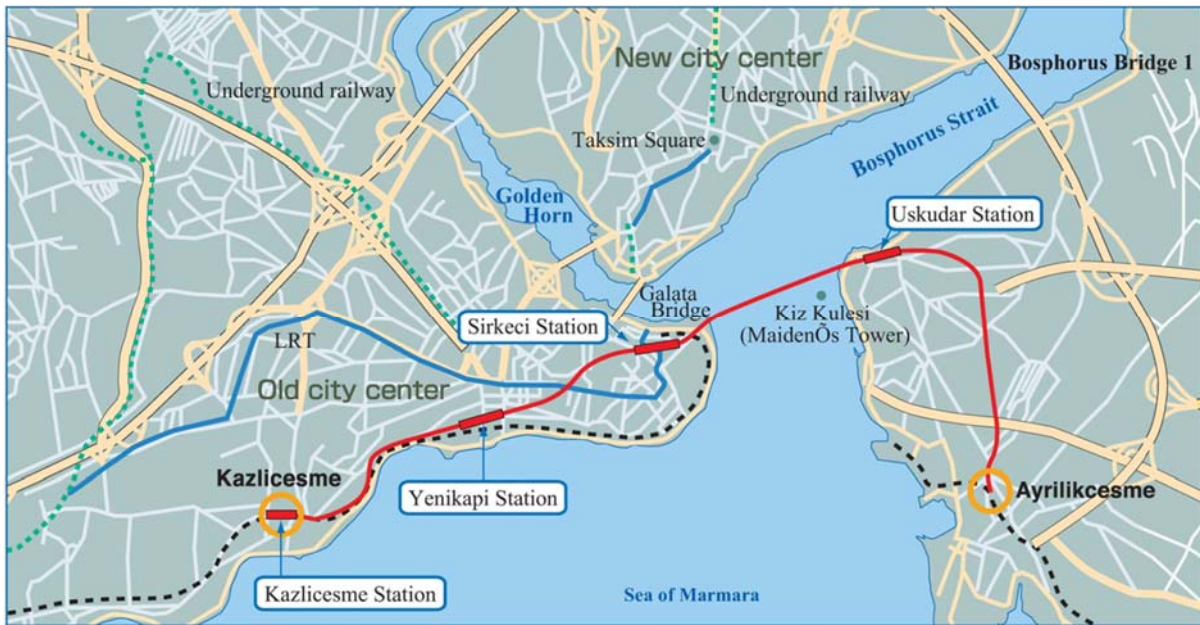 New city center
Bosphorus Bridge 1
Underground railway
Underground railway
Taksim Square
Bosphorus Strait
Golden
Horn
Uskudar Station
Galata
Bridge
Kiz Kulesi
(MaidenÕs Tower)
Sirkeci Station
LRT
Old city center
Kazlicesme
Yenikapi Station
Ayrilikcesme
Kazlicesme Station
Sea of Marmara